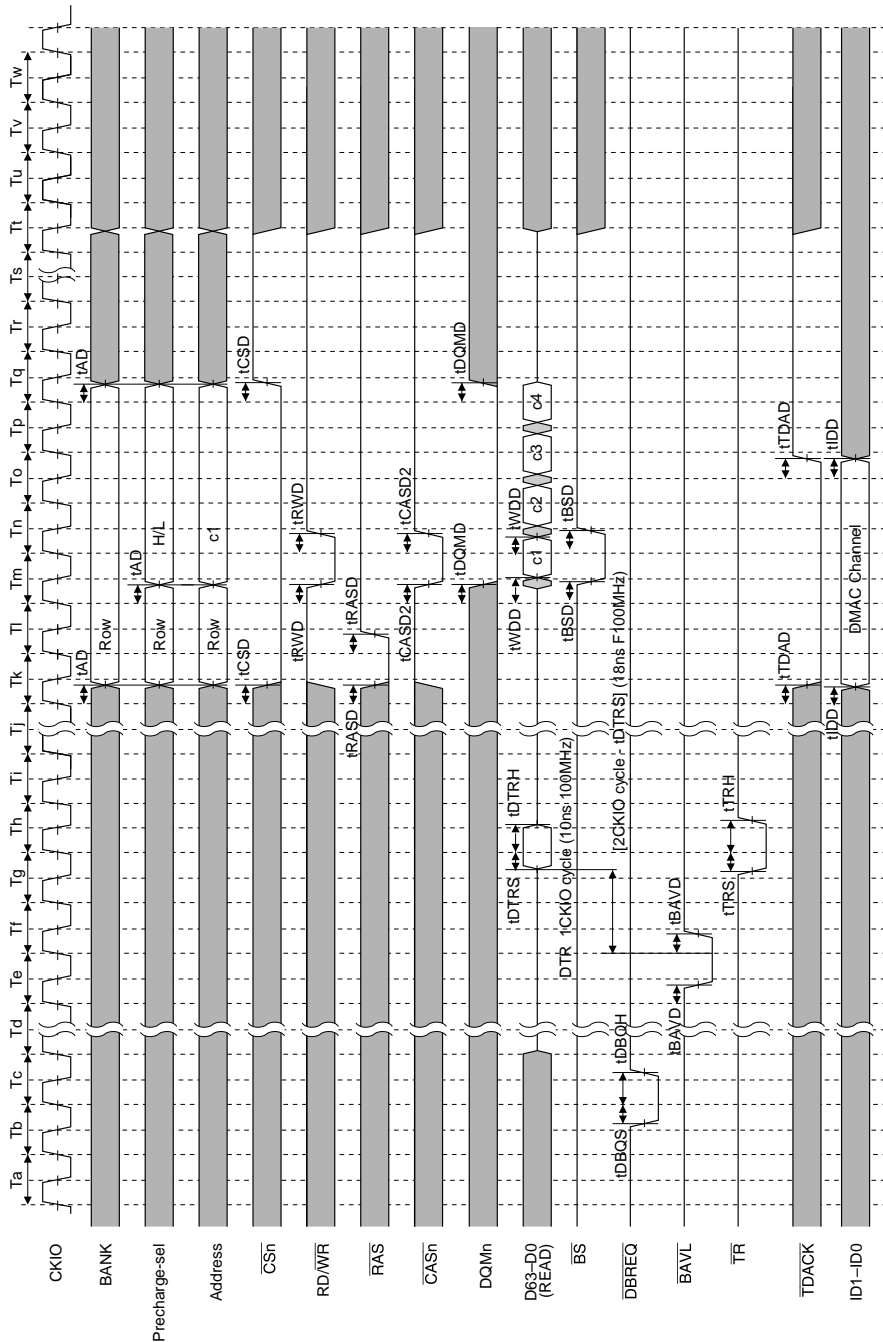 Ta Tb Tc Td Te Tf Tg Th Ti Tj Tk Tl Tm Tn To Tp Tq Tr Ts Tt Tu Tv Tw
CKIO
tAD tAD
BANK Row
tAD
Precharge-sel Row H/L
Address Row c1
tCSD tCSD
CSn
tRWD tRWD
RD/WR
tRASD tRASD
RAS
tCASD2 tCASD2
CASn
tDQMD tDQMD
DQMn
tDTRS tDTRH tWDD tWDD
D63–D0
(READ)
c1 c2 c3 c4
DTR 1CKIO cycle (10ns 100MHz)
tBSD tBSD
BS
[2CKIO cycle - tDTRS] (18ns F100MHz)
tDBQS tDBQH
DBREQ
tBAVD tBAVD
BAVL
tTRS tTRH
TR
tTDAD tTDAD
TDACK
tIDD tIDD
ID1–ID0 DMAC Channel